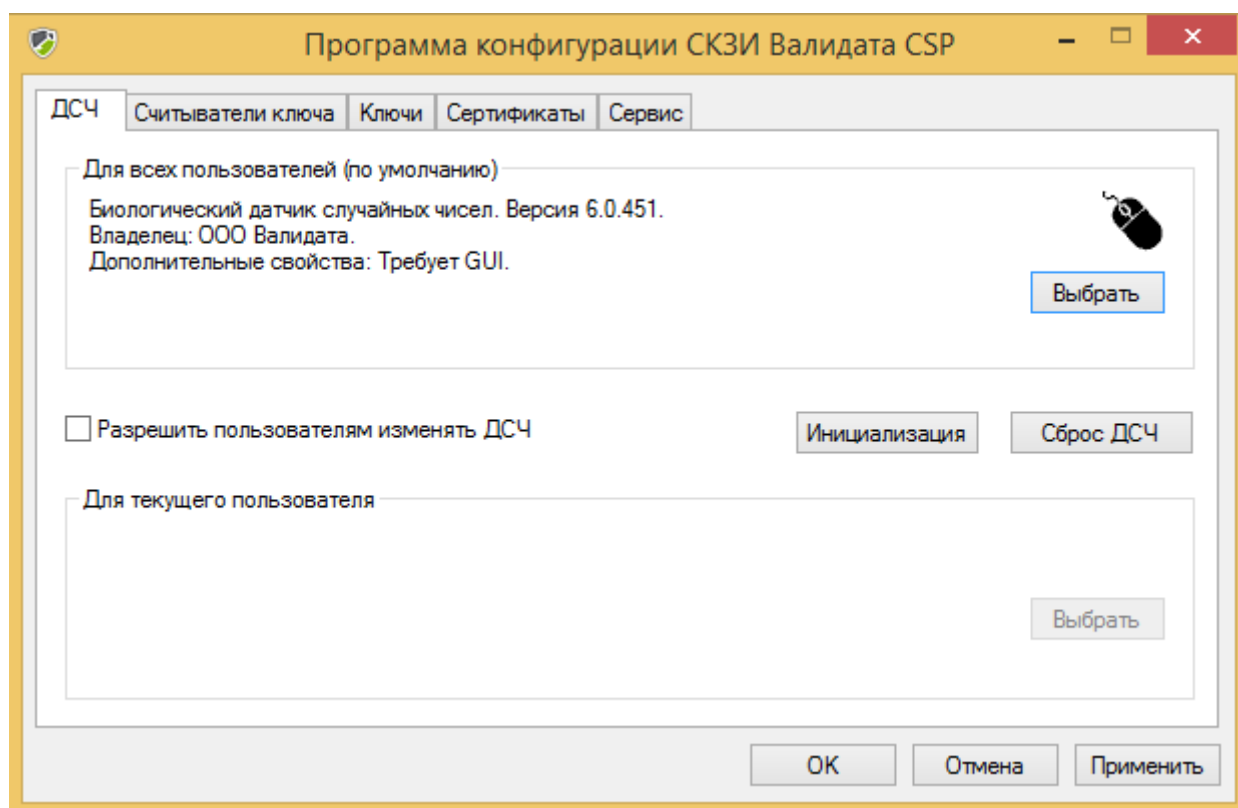 Программа конфигурации СКЗИ Валидата CSP
ДСЧ
Считыватели ключа
Ключи
Сертификаты
Сервис
Для всех пользователей (по умолчанию)
Биологический датчик случайных чисел. Версия 6.0.451.
Владелец: ООО Валидата.
Дополнительные свойства: Требует GUI.
Выбрать
Разрешить пользователям изменять ДСЧ
Инициализация
Сброс ДСЧ
Для текущего пользователя
Выбрать
OK
Отмена
Применить